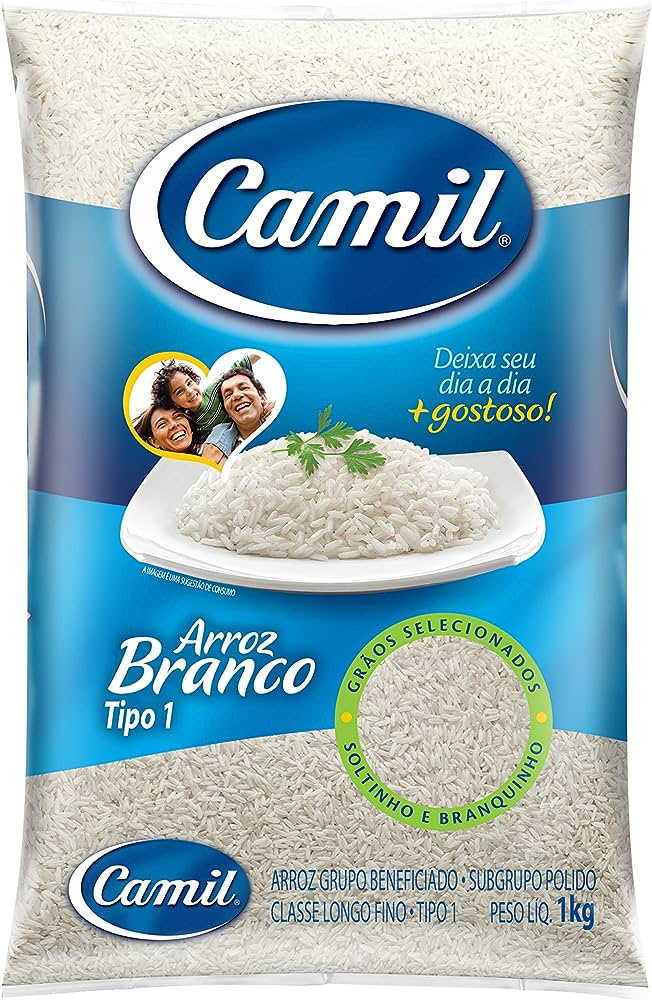 Camil®
Deixa seu
dia a dia
+gostoso!
A IMAGEM É UMA SUGESTÃO DE CONSUMO
Arroz
Branco
Tipo 1
GRÃOS SELECIONADOS
SOLTINHO E BRANQUINHO
Camil®
ARROZ GRUPO BENEFICIADO • SUBGRUPO POLIDO
CLASSE LONGO FINO • TIPO 1 PESO LÍQ. 1kg